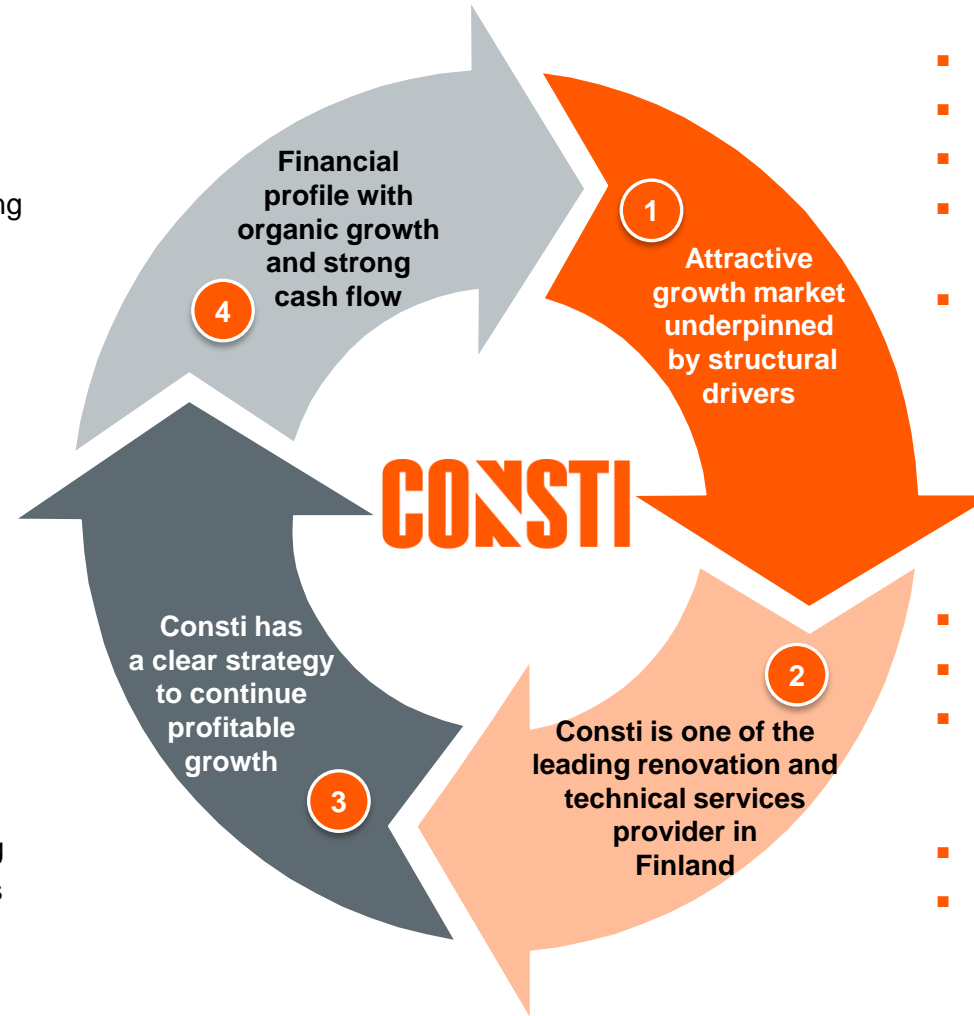 Financial
profile with
organic growth
and strong
cash flow
4
1
Attractive
growth market
underpinned
by structural
drivers
CONSTI
Consti has
a clear strategy
to continue
profitable
growth
3
2
Consti is one of the
leading renovation and
technical services
provider in
Finland